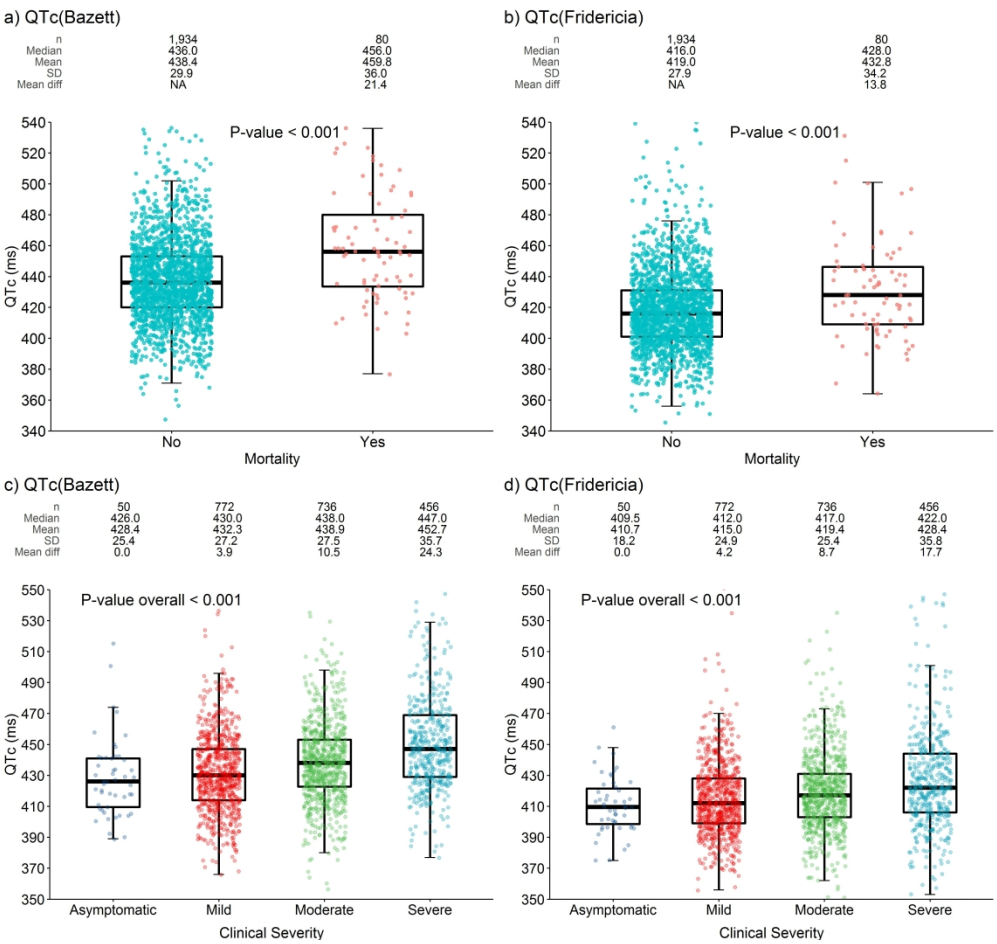 a) QTc(Bazett)
n 1,934 80
Median 436.0 456.0
Mean 438.4 459.8
SD 29.9 36.0
Mean diff NA 21.4
P-value < 0.001
540
520
500
480
460
440
420
400
380
360
340
QTc (ms)
No Yes
Mortality
b) QTc(Fridericia)
n 1,934 80
Median 416.0 428.0
Mean 419.0 432.8
SD 27.9 34.2
Mean diff NA 13.8
P-value < 0.001
540
520
500
480
460
440
420
400
380
360
340
QTc (ms)
No Yes
Mortality
c) QTc(Bazett)
n 50 772 736 456
Median 426.0 430.0 438.0 447.0
Mean 428.4 432.3 438.9 452.7
SD 25.4 27.2 27.5 35.7
Mean diff 0.0 3.9 10.5 24.3
P-value overall < 0.001
550
530
510
490
470
450
430
410
390
370
350
QTc (ms)
Asymptomatic Mild Moderate Severe
Clinical Severity
d) QTc(Fridericia)
n 50 772 736 456
Median 409.5 412.0 417.0 422.0
Mean 410.7 415.0 419.4 428.4
SD 18.2 24.9 25.4 35.8
Mean diff 0.0 4.2 8.7 17.7
P-value overall < 0.001
550
530
510
490
470
450
430
410
390
370
350
QTc (ms)
Asymptomatic Mild Moderate Severe
Clinical Severity